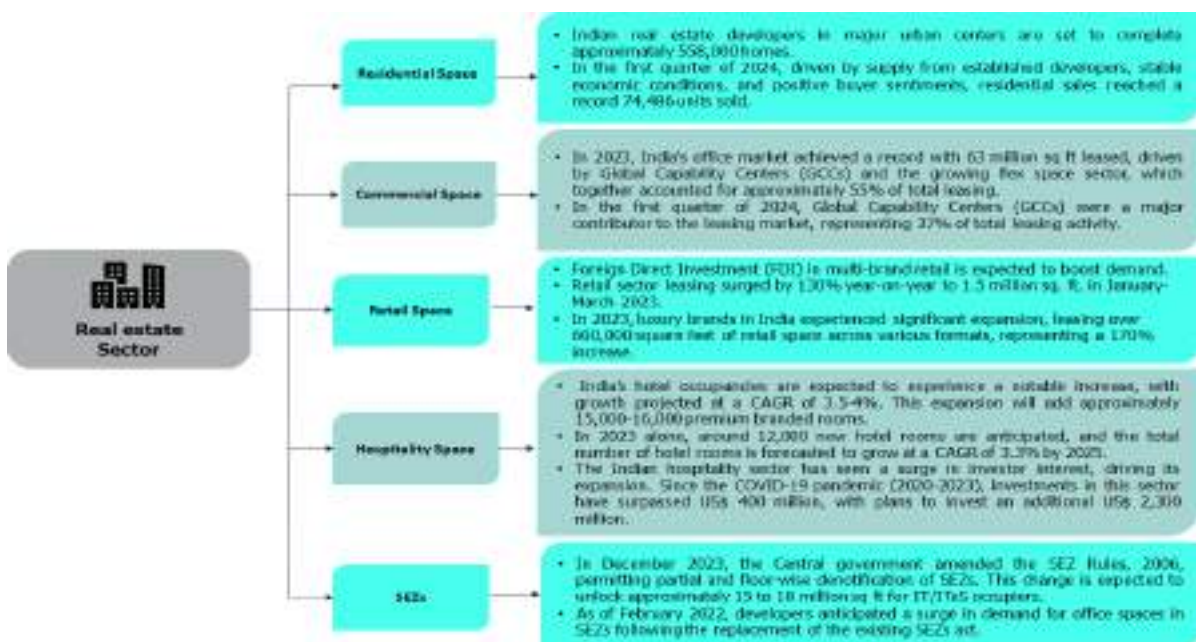 Real estate
Sector
Residential Space
• Indian real estate developers in major urban centers are set to complete
approximately 558,000 homes.
• In the first quarter of 2024, driven by supply from established developers, stable
economic conditions, and positive buyer sentiments, residential sales reached a
record 74,486 units sold.
Commercial Space
• In 2023, India's office market achieved a record with 63 million sq ft leased, driven
by Global Capability Centers (GCCs) and the growing flex space sector, which
together accounted for approximately 55% of total leasing.
• In the first quarter of 2024, Global Capability Centers (GCCs) were a major
contributor to the leasing market, representing 37% of total leasing activity.
Retail Space
• Foreign Direct Investment (FDI) in multi-brand retail is expected to boost demand.
• Retail sector leasing surged by 130% year-on-year to 1.5 million sq. ft. in January-
March 2023.
• In 2023, luxury brands in India experienced significant expansion, leasing over
600,000 square feet of retail space across various formats, representing a 170%
increase.
Hospitality Space
• India's hotel occupancies are expected to experience a notable increase, with
growth projected at a CAGR of 3.5-4%. This expansion will add approximately
15,000-16,000 premium branded rooms.
• In 2023 alone, around 12,000 new hotel rooms are anticipated, and the total
number of hotel rooms is forecasted to grow at a CAGR of 3.3% by 2025.
• The Indian hospitality sector has seen a surge in investor interest, driving its
expansion. Since the COVID-19 pandemic (2020-2023), investments in this sector
have surpassed US$ 400 million, with plans to invest an additional US$ 2,300
million.
SEZs
• In December 2023, the Central government amended the SEZ Rules, 2006,
permitting partial and floor-wise denotification of SEZs. This change is expected to
unlock approximately 15 to 18 million sq ft for IT/ITeS occupiers.
• As of February 2022, developers anticipated a surge in demand for office spaces in
SEZs following the replacement of the existing SEZs act.